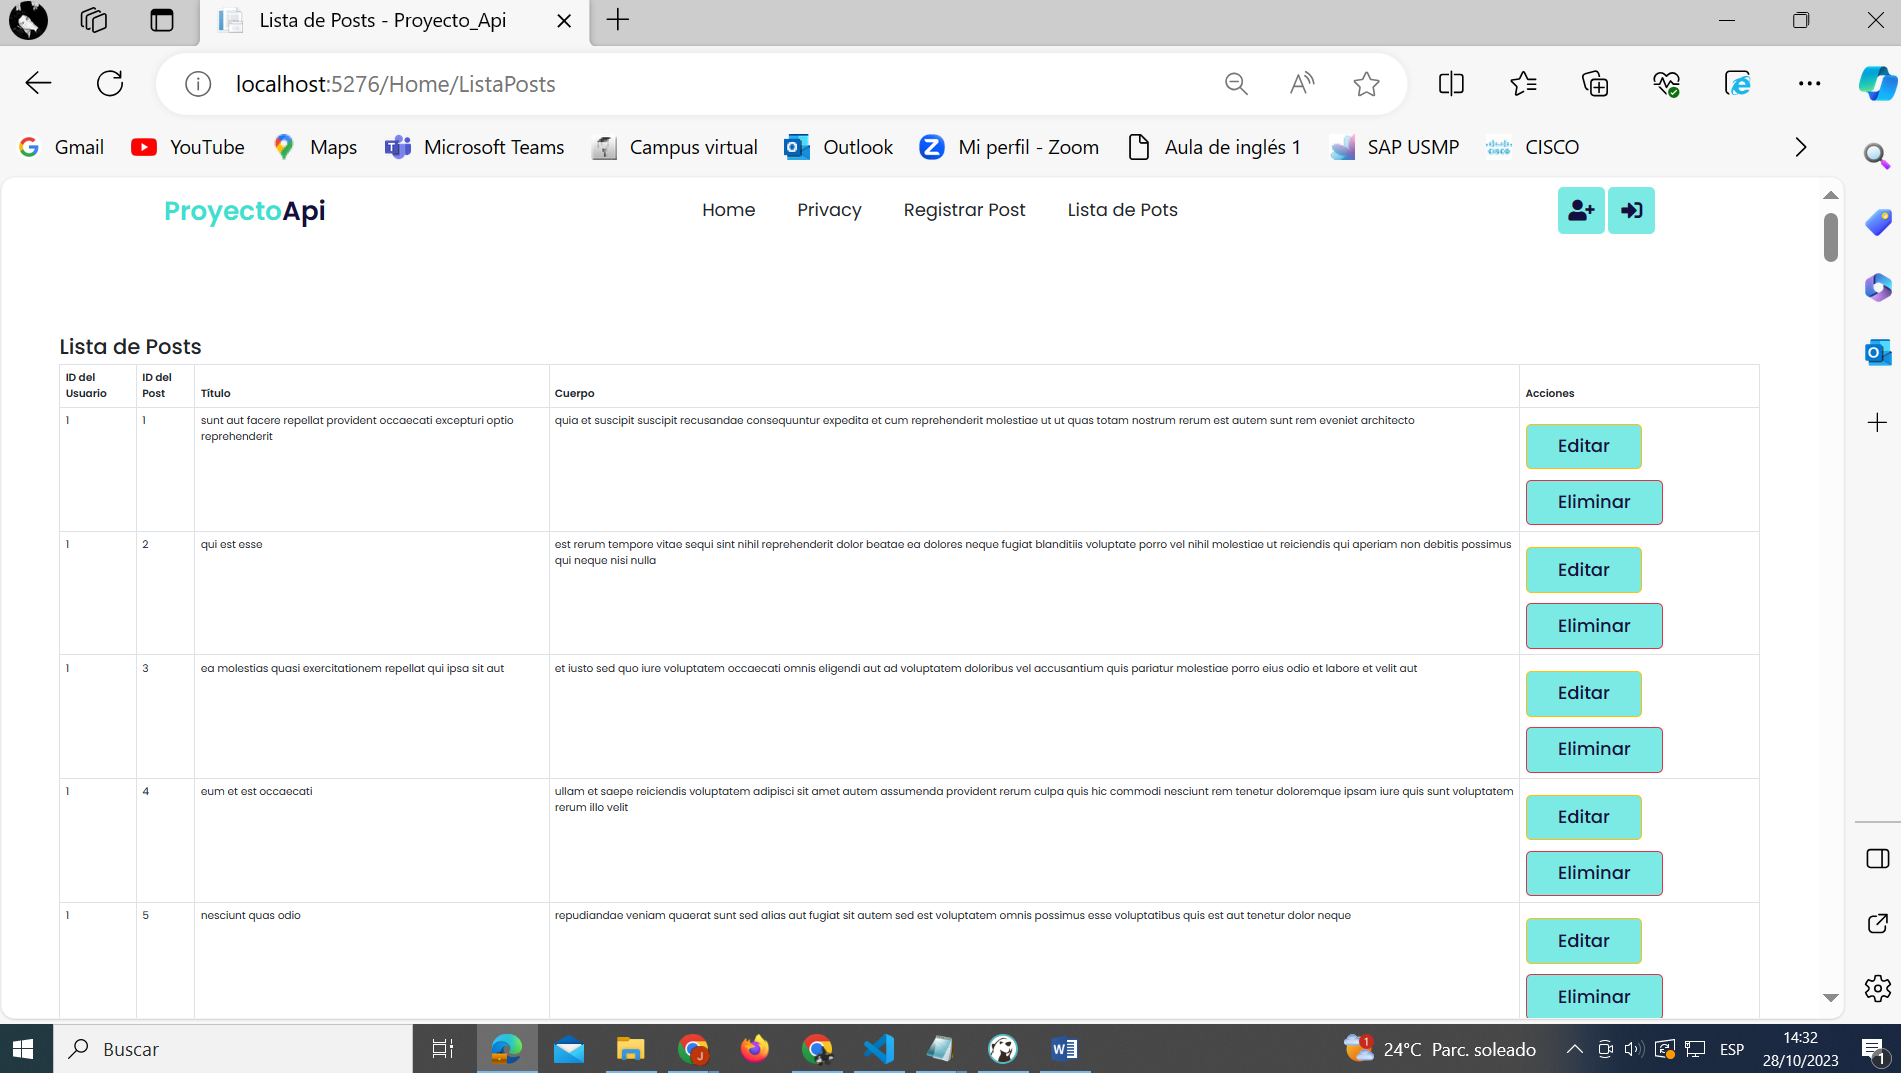 Lista de Posts - Proyecto_Api
localhost:5276/Home/ListaPosts
Gmail YouTube Maps Microsoft Teams Campus virtual Outlook Mi perfil - Zoom Aula de inglés 1 SAP USMP CISCO
ProyectoApi Home Privacy Registrar Post Lista de Pots
Lista de Posts
ID del Usuario ID del Post Título Cuerpo Acciones
1 1 sunt aut facere repellat provident occaecati excepturi optio reprehenderit quia et suscipit suscipit recusandae consequuntur expedita et cum reprehenderit molestiae ut ut quas totam nostrum rerum est autem sunt rem eveniet architecto
Editar
Eliminar
1 2 qui est esse est rerum tempore vitae sequi sint nihil reprehenderit dolor beatae ea dolores neque fugiat blanditiis voluptate porro vel nihil molestiae ut reiciendis qui aperiam non debitis possimus qui neque nisi nulla
Editar
Eliminar
1 3 ea molestias quasi exercitationem repellat qui ipsa sit aut et iusto sed quo iure voluptatem occaecati omnis eligendi aut ad voluptatem doloribus vel accusantium quis pariatur molestiae porro eius odio et labore et velit aut
Editar
Eliminar
1 4 eum et est occaecati ullam et saepe reiciendis voluptatem adipisci sit amet autem assumenda provident rerum culpa quis hic commodi nesciunt rem tenetur doloremque ipsam iure quis sunt voluptatem rerum illo velit
Editar
Eliminar
1 5 nesciunt quas odio repudiandae veniam quaerat sunt sed alias aut fugiat sit autem sed est voluptatem omnis possimus esse voluptatibus quis est aut tenetur dolor neque
Editar
Eliminar
Buscar
24°C Parc. soleado
ESP
14:32
28/10/2023
1